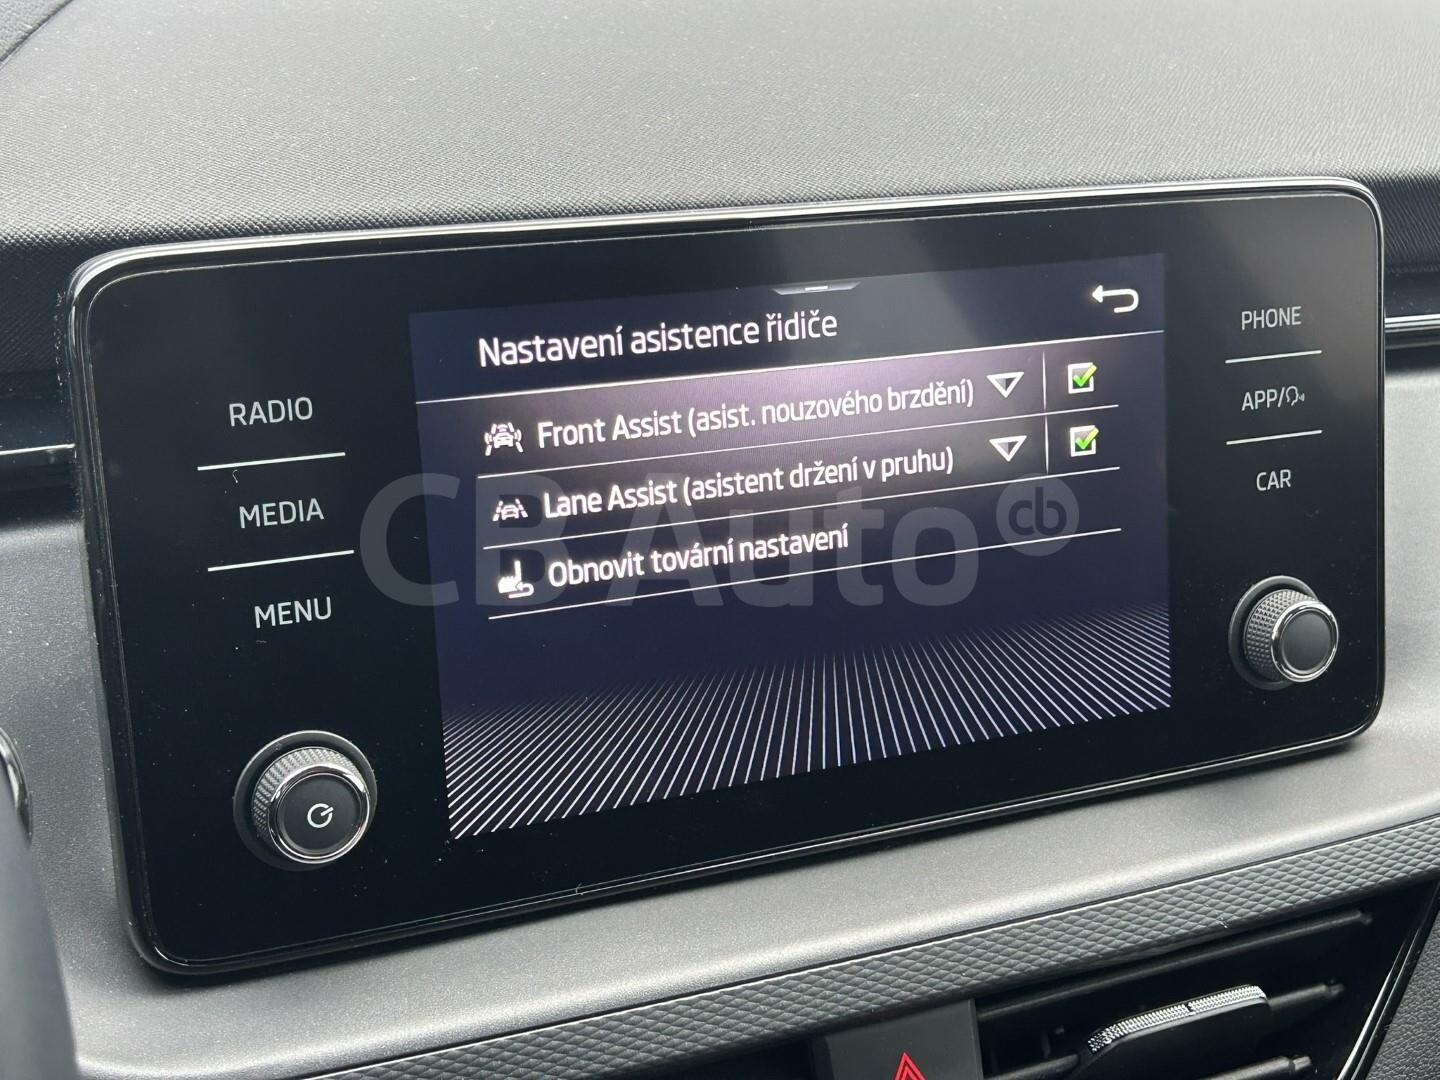 Nastavení asistence řidiče
Front Assist (asist. nouzového brzdění)
Lane Assist (asistent držení v pruhu)
Obnovit tovární nastavení
RADIO
MEDIA
MENU
PHONE
APP/
CAR
CB Auto cb